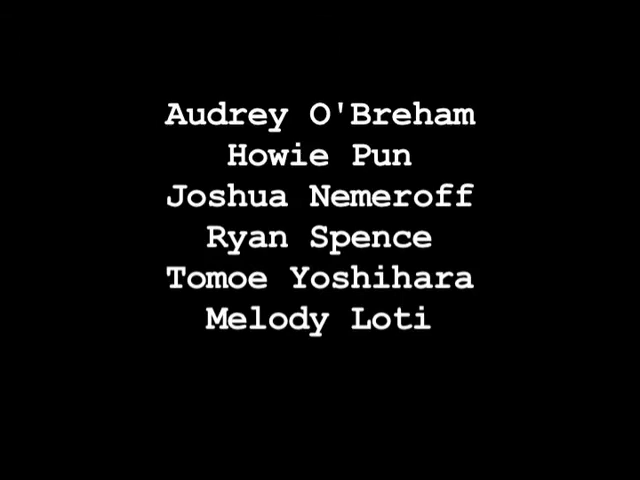 Audrey O'Breham
Howie Pun
Joshua Nemeroff
Ryan Spence
Tomoe Yoshihara
Melody Loti